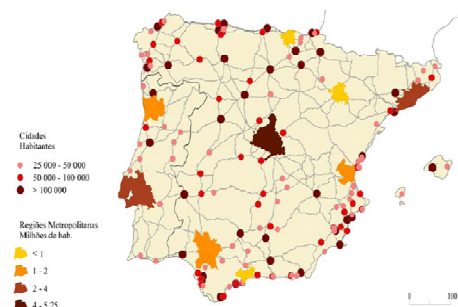 Cidades
Habitantes
25 000 - 50 000
50 000 - 100 000
> 100 000
Regiões Metropolitanas
Milhões de hab.
< 1
1 - 2
2 - 4
4 - 5,25
0 100